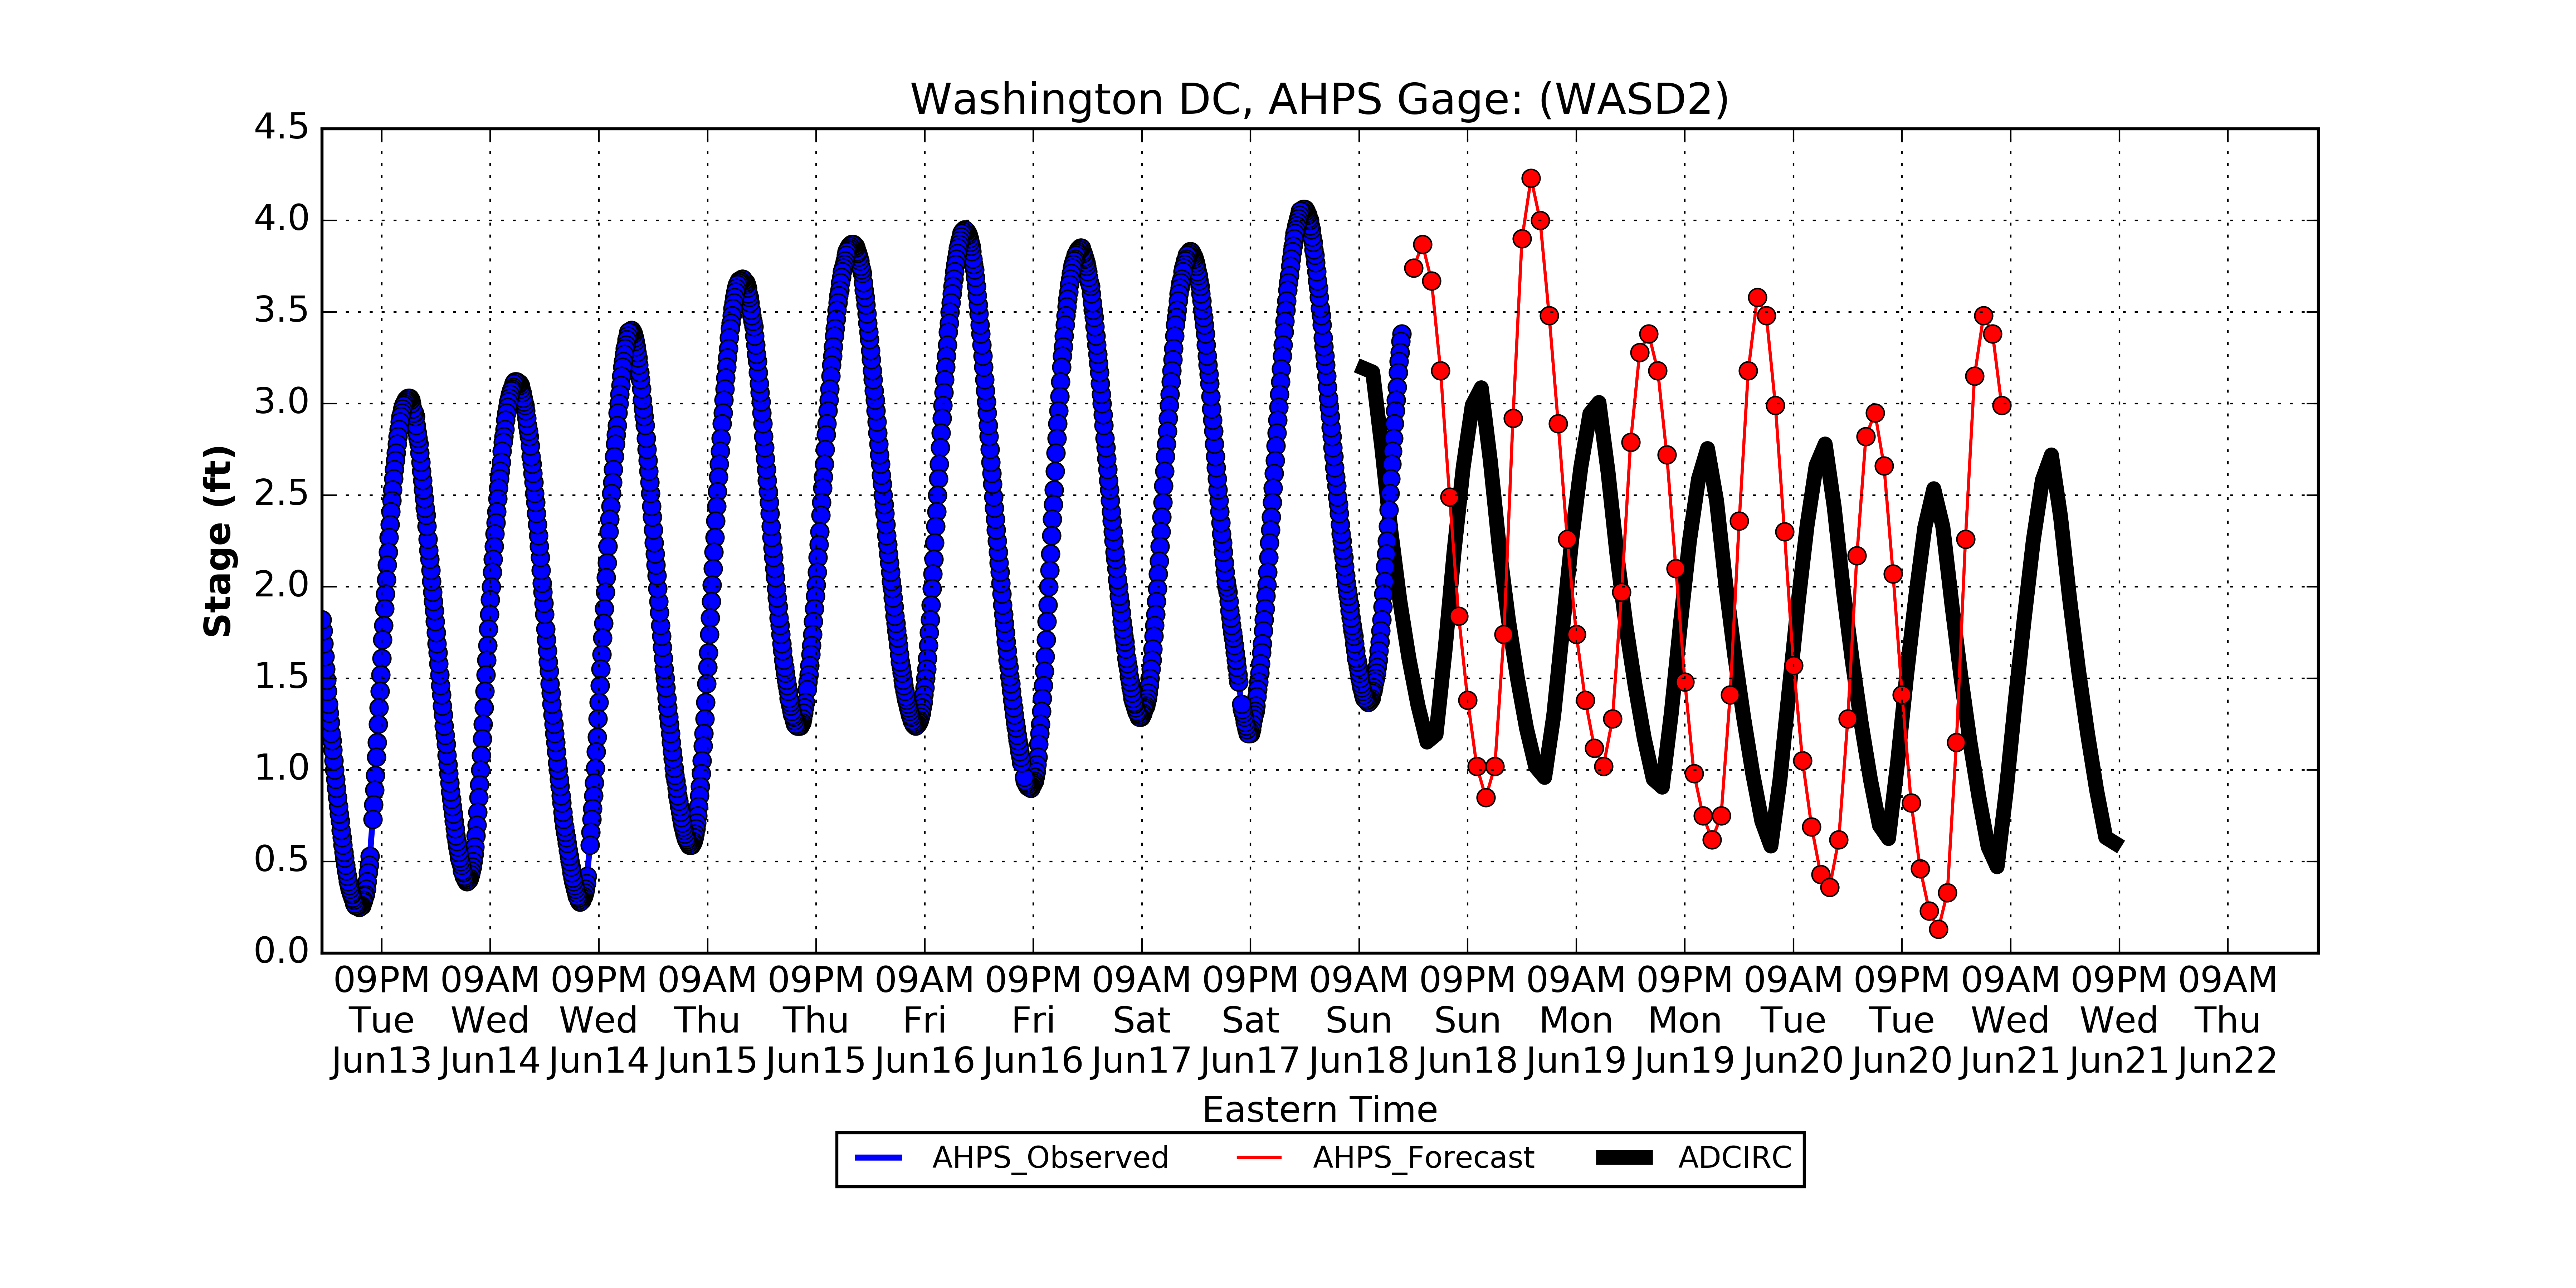 Washington DC, AHPS Gage: (WASD2)
4.5
4.0
3.5
3.0
2.5
2.0
1.5
1.0
0.5
0.0
Stage (ft)
09PM 09AM 09PM 09AM 09PM 09AM 09PM 09AM 09PM 09AM 09PM 09AM 09PM 09AM 09PM 09AM 09PM 09AM
Tue Wed Wed Thu Thu Fri Fri Sat Sat Sun Sun Mon Mon Tue Tue Wed Wed Thu
Jun13 Jun14 Jun14 Jun15 Jun15 Jun16 Jun16 Jun17 Jun17 Jun18 Jun18 Jun19 Jun19 Jun20 Jun20 Jun21 Jun21 Jun22
Eastern Time
AHPS_Observed AHPS_Forecast ADCIRC